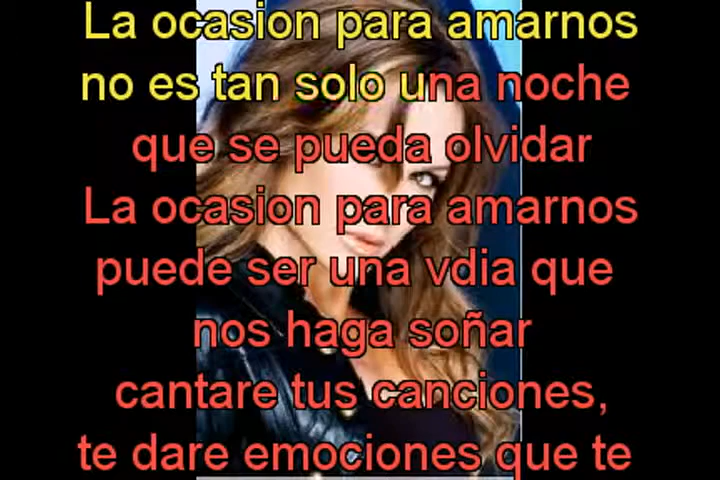 La ocasion para amarnos
no es tan solo una noche
que se pueda olvidar
La ocasion para amarnos
puede ser una vdia que
nos haga soñar
cantare tus canciones,
te dare emociones que te